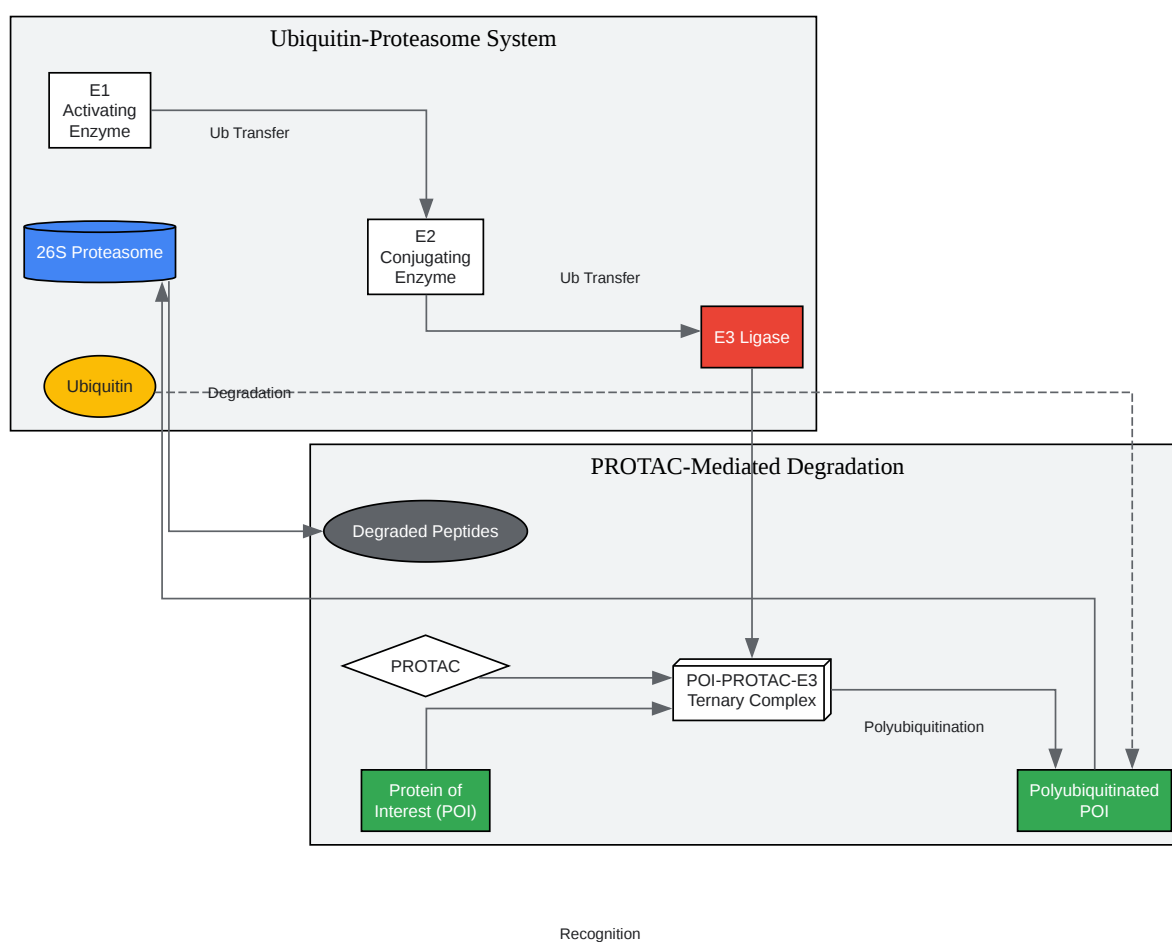 Ubiquitin-Proteasome System
E1
Activating
Enzyme
Ub Transfer
26S Proteasome
E2
Conjugating
Enzyme
Ub Transfer
E3 Ligase
Ubiquitin
Degradation
PROTAC-Mediated Degradation
Degraded Peptides
PROTAC
POI-PROTAC-E3
Ternary Complex
Polyubiquitination
Protein of
Interest (POI)
Polyubiquitinated
POI
Recognition